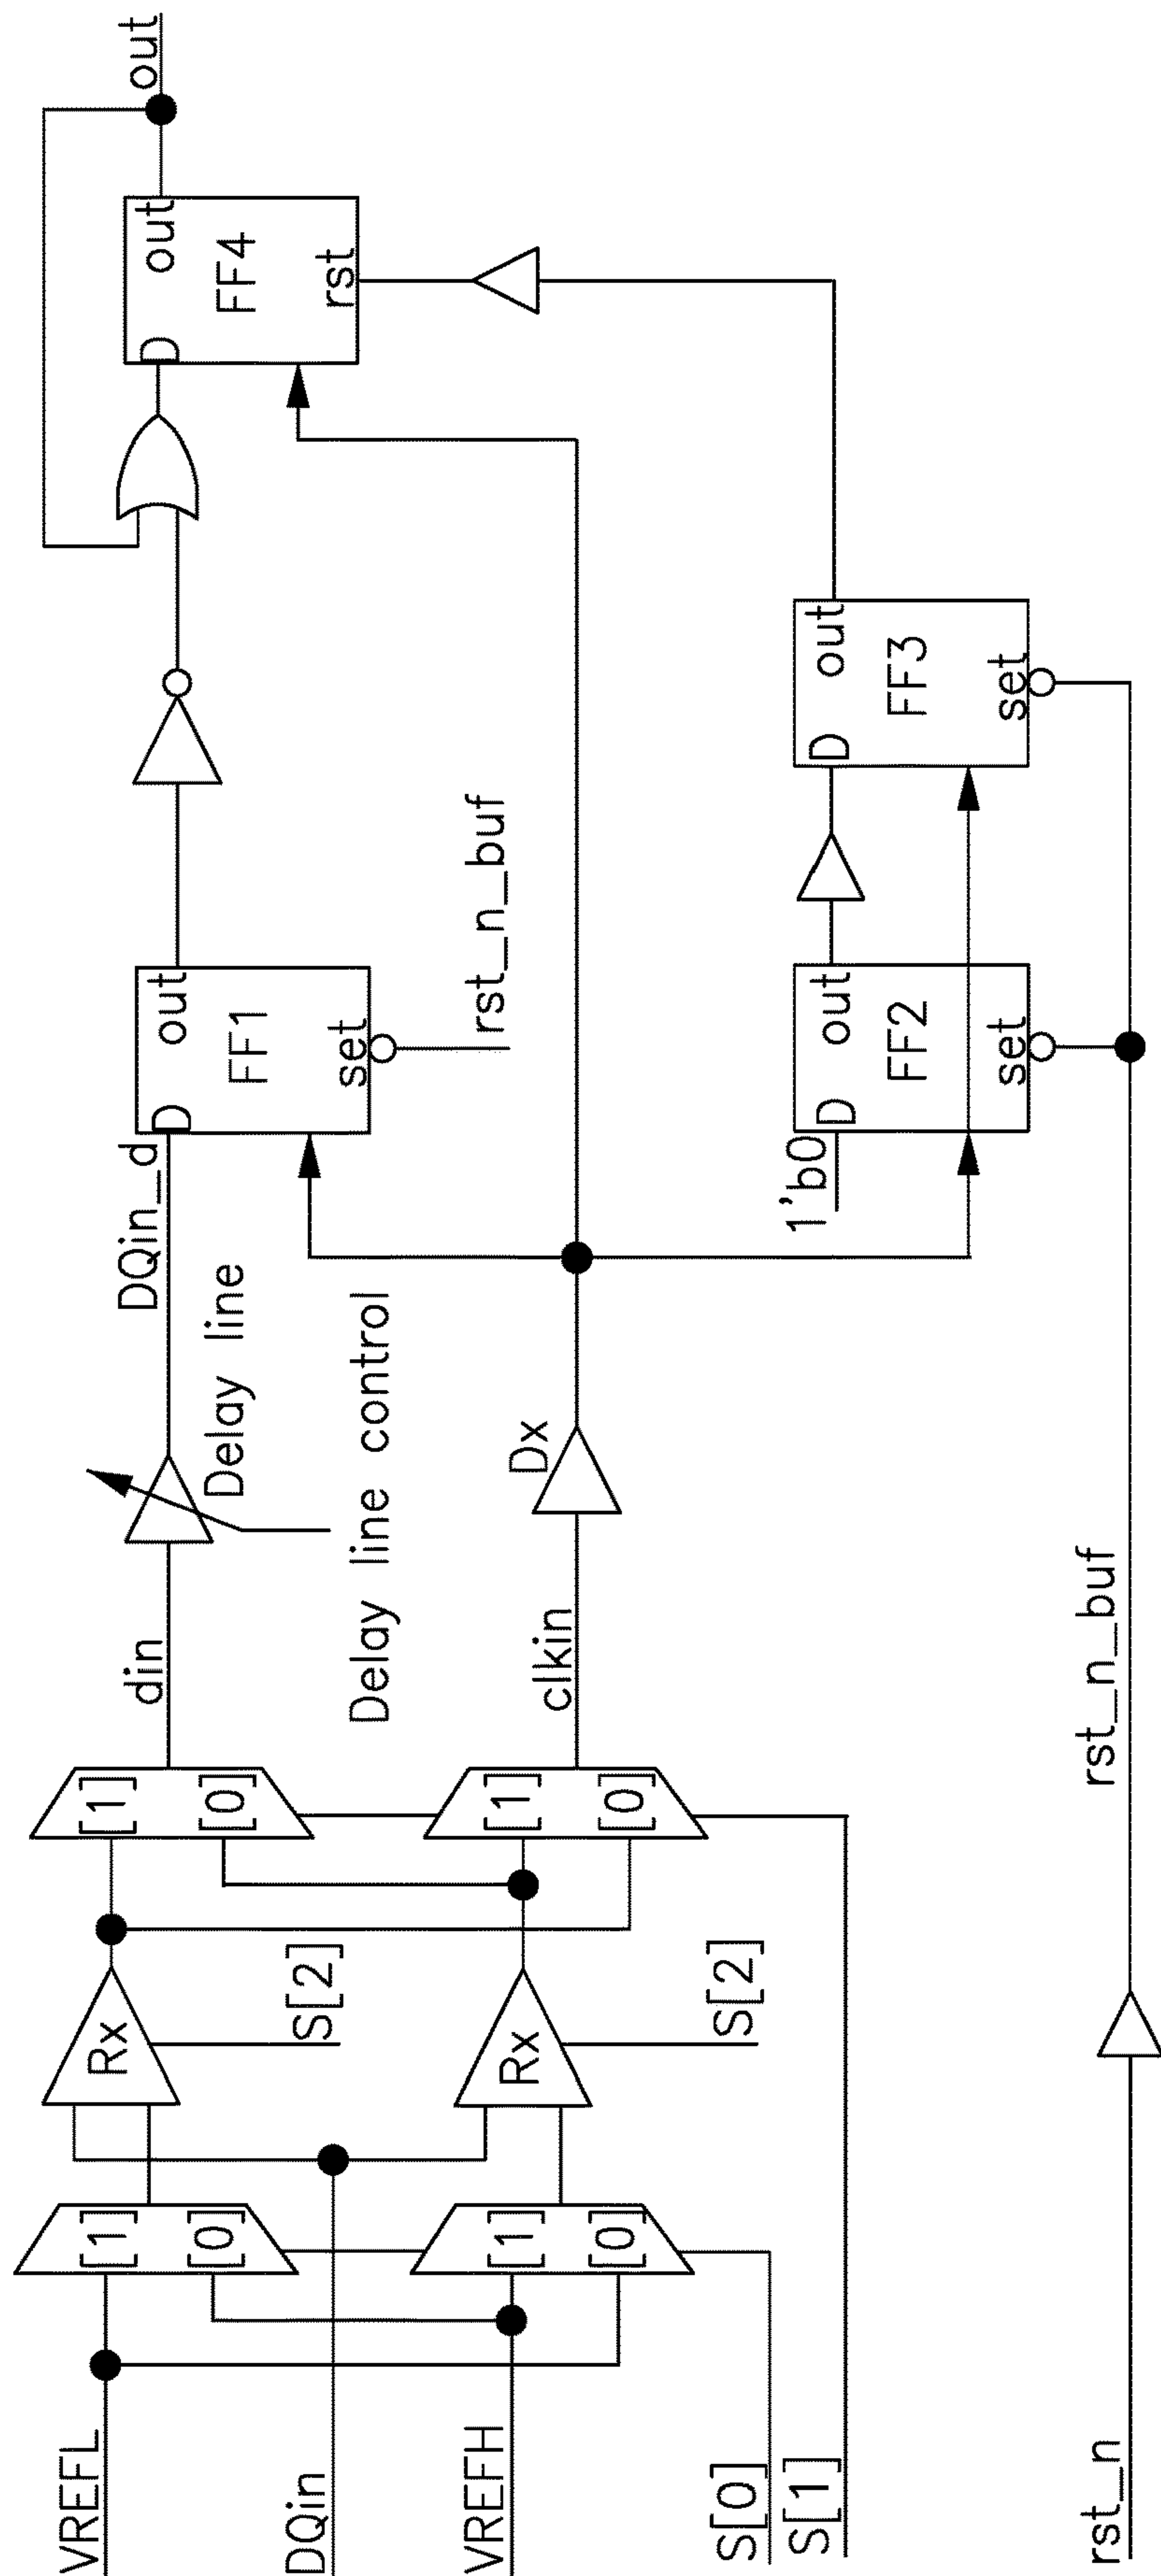 VREFL
DQin
VREFH
S[0]
S[1]
rst_n
[1]
[0]
[1]
[0]
Rx
S[2]
Rx
S[2]
[1]
[0]
[1]
[0]
din
clkin
Delay line
Delay line control
Dx
DQin_d
rst_n_buf
D
out
FF1
set
rst_n_buf
1'b0
D
out
FF2
set
D
out
FF3
set
D
out
FF4
rst
out